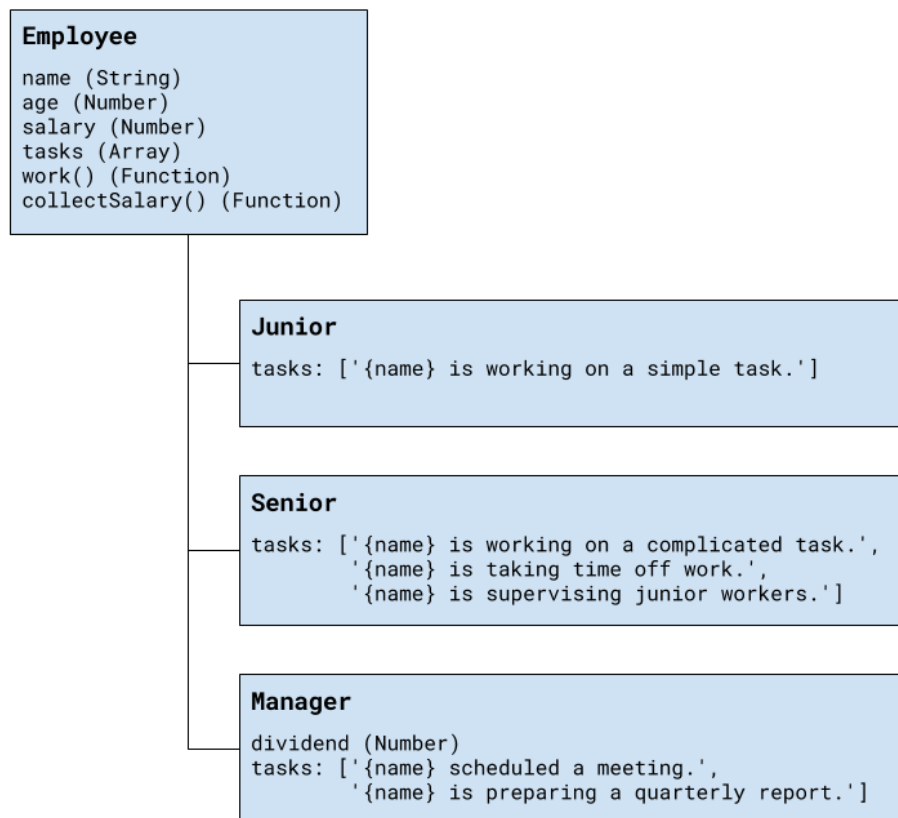 Employee
name (String)
age (Number)
salary (Number)
tasks (Array)
work() (Function)
collectSalary() (Function)
Junior
tasks: ['{name} is working on a simple task.']
Senior
tasks: ['{name} is working on a complicated task.',
'{name} is taking time off work.',
'{name} is supervising junior workers.']
Manager
dividend (Number)
tasks: ['{name} scheduled a meeting.',
'{name} is preparing a quarterly report.']